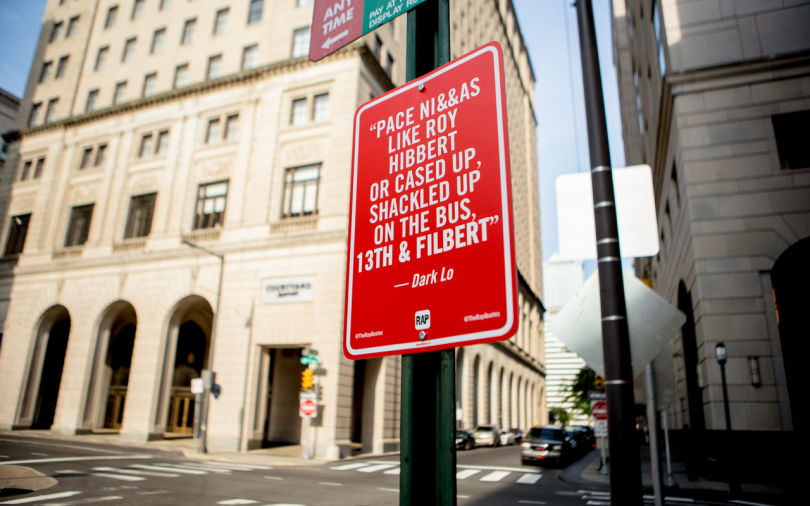 ANY
TIME
PAY AT
DISPLAY RE
"PACE NI&&AS
LIKE ROY
HIBBERT
OR CASED UP,
SHACKLED UP
ON THE BUS,
13TH & FILBERT"
— Dark Lo
RAP
@TheRapQuotes
@TheRapQuotes
COURTYARD